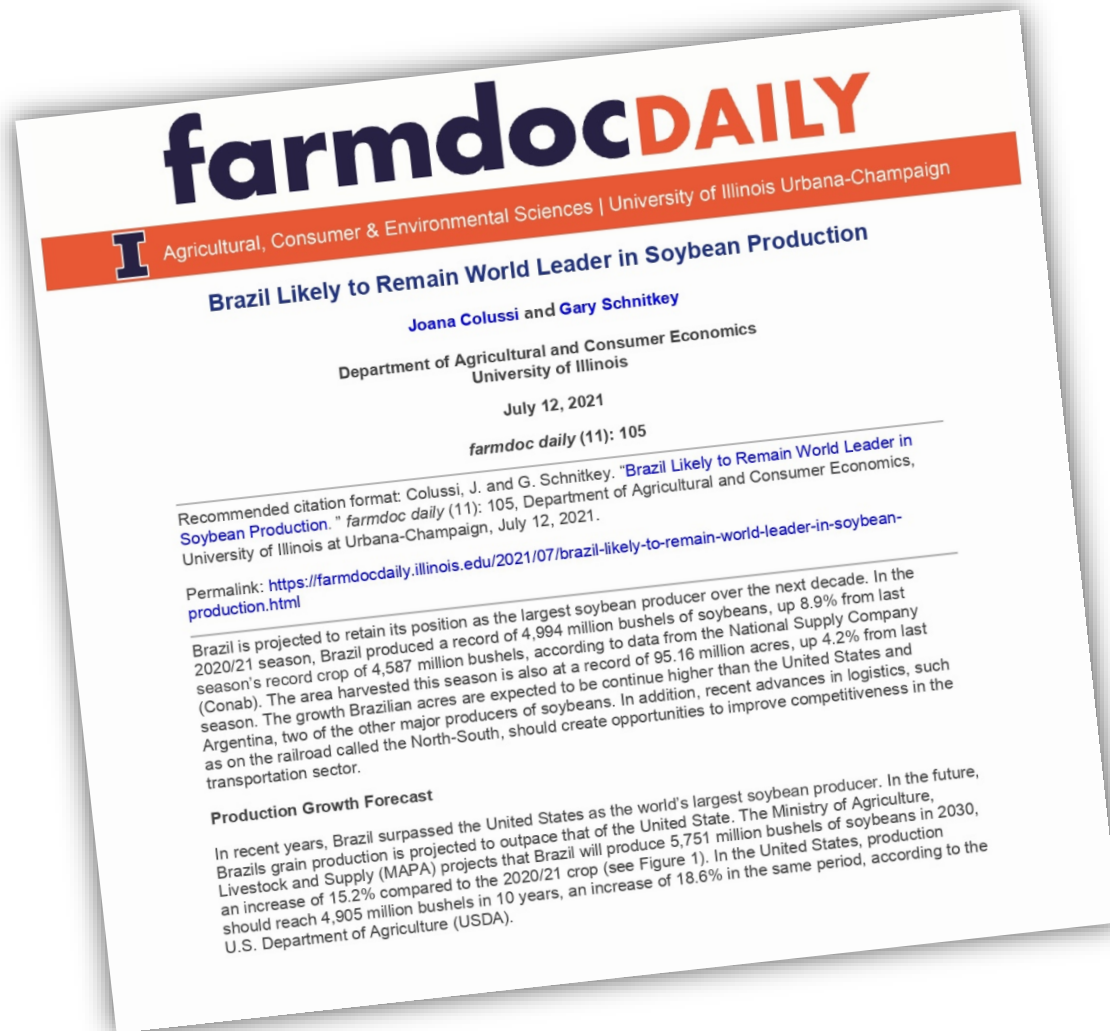 farmdocDAILY
I Agricultural, Consumer & Environmental Sciences | University of Illinois Urbana-Champaign
Brazil Likely to Remain World Leader in Soybean Production
Joana Colussi and Gary Schnitkey
Department of Agricultural and Consumer Economics
University of Illinois
July 12, 2021
farmdoc daily (11): 105
Recommended citation format: Colussi, J. and G. Schnitkey. “Brazil Likely to Remain World Leader in
Soybean Production. ” farmdoc daily (11): 105, Department of Agricultural and Consumer Economics,
University of Illinois at Urbana-Champaign, July 12, 2021.
Permalink: https://farmdocdaily.illinois.edu/2021/07/brazil-likely-to-remain-world-leader-in-soybean-
production.html
Brazil is projected to retain its position as the largest soybean producer over the next decade. In the
2020/21 season, Brazil produced a record of 4,994 million bushels of soybeans, up 8.9% from last
season's record crop of 4,587 million bushels, according to data from the National Supply Company
(Conab). The area harvested this season is also at a record of 95.16 million acres, up 4.2% from last
season. The growth Brazilian acres are expected to be continue higher than the United States and
Argentina, two of the other major producers of soybeans. In addition, recent advances in logistics, such
as on the railroad called the North-South, should create opportunities to improve competitiveness in the
transportation sector.
Production Growth Forecast
In recent years, Brazil surpassed the United States as the world's largest soybean producer. In the future,
Brazils grain production is projected to outpace that of the United State. The Ministry of Agriculture,
Livestock and Supply (MAPA) projects that Brazil will produce 5,751 million bushels of soybeans in 2030,
an increase of 15.2% compared to the 2020/21 crop (see Figure 1). In the United States, production
should reach 4,905 million bushels in 10 years, an increase of 18.6% in the same period, according to the
U.S. Department of Agriculture (USDA).